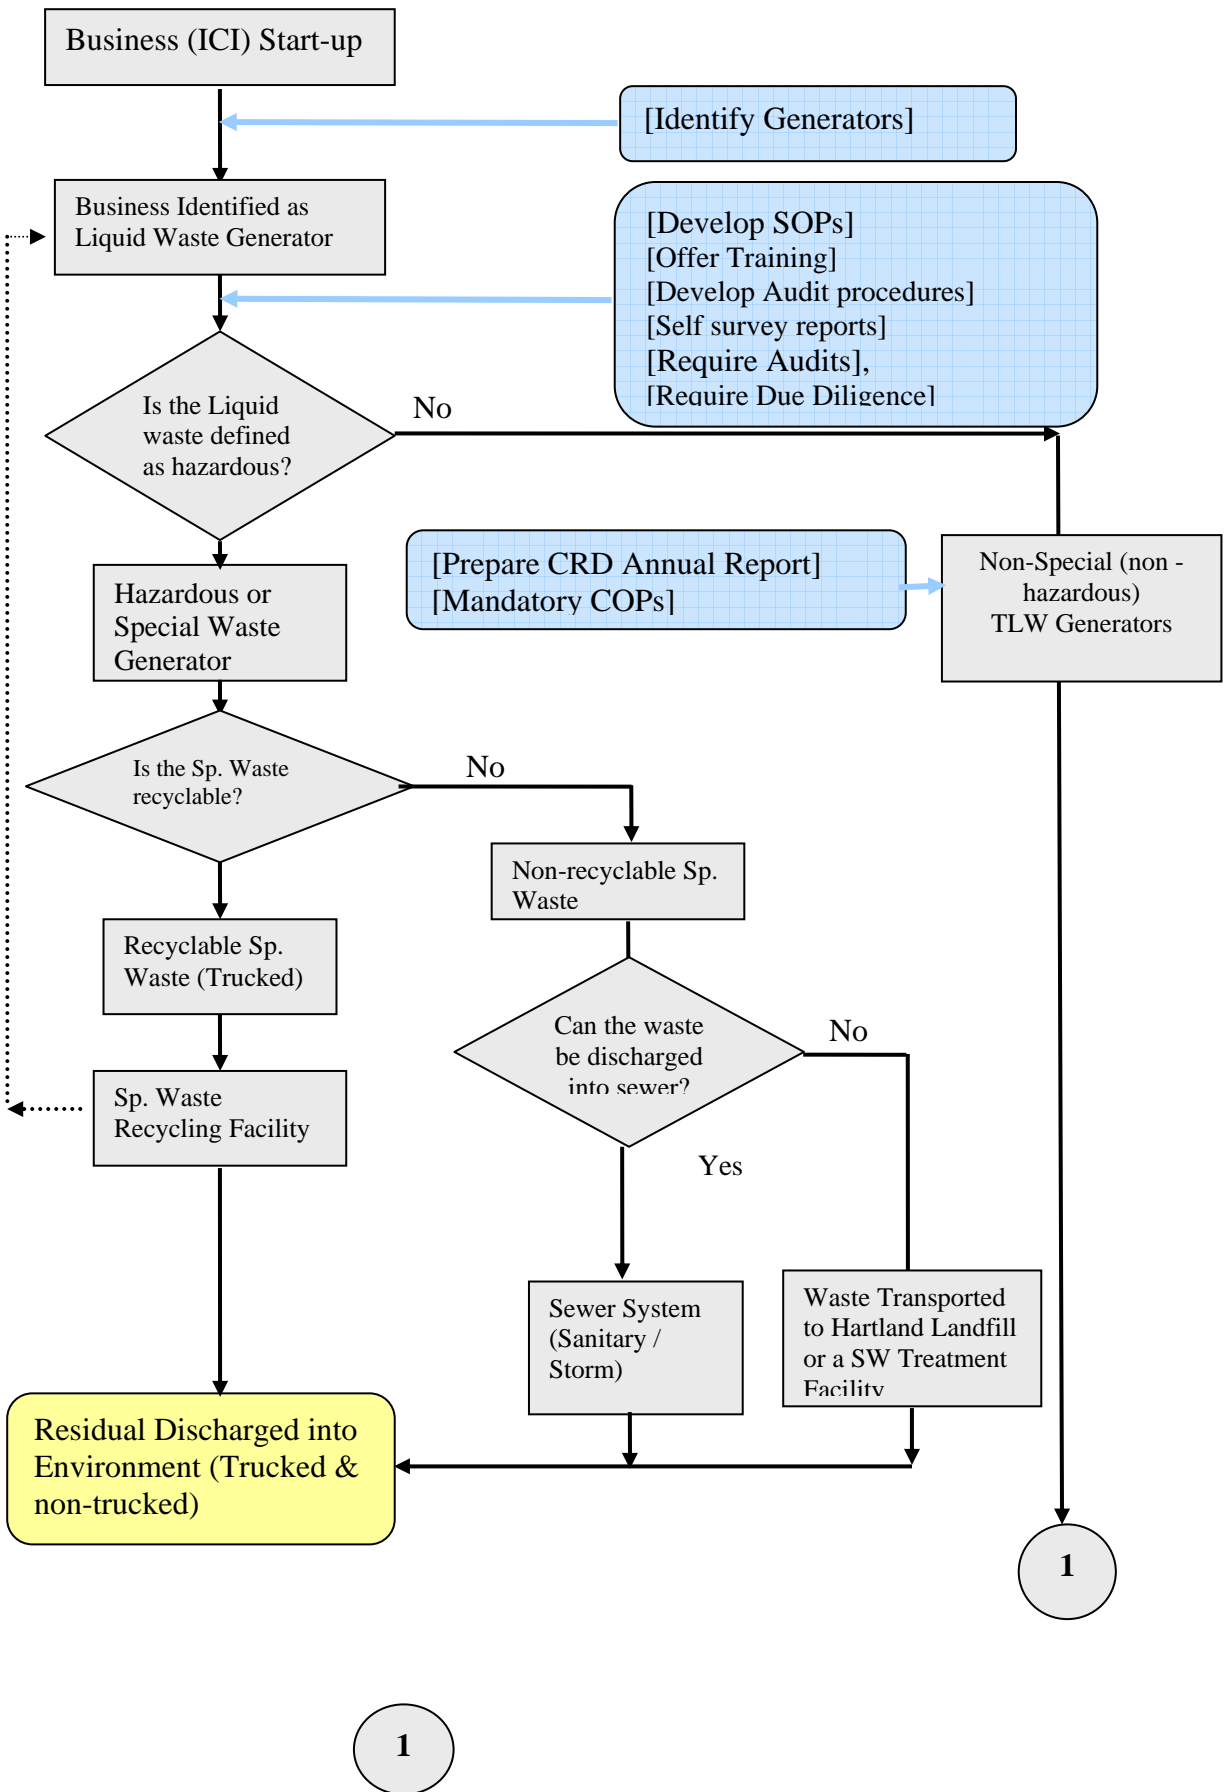 Business (ICI) Start-up
[Identify Generators]
Business Identified as
Liquid Waste Generator
[Develop SOPs]
[Offer Training]
[Develop Audit procedures]
[Self survey reports]
[Require Audits],
[Require Due Diligence]
Is the Liquid
waste defined
as hazardous?
No
[Prepare CRD Annual Report]
[Mandatory COPs]
Non-Special (non -
hazardous)
TLW Generators
Hazardous or
Special Waste
Generator
Is the Sp. Waste
recyclable?
No
Non-recyclable Sp.
Waste
Recyclable Sp.
Waste (Trucked)
Can the waste
be discharged
into sewer?
No
Sp. Waste
Recycling Facility
Yes
Sewer System
(Sanitary /
Storm)
Waste Transported
to Hartland Landfill
or a SW Treatment
Facility
Residual Discharged into
Environment (Trucked &
non-trucked)
1
1